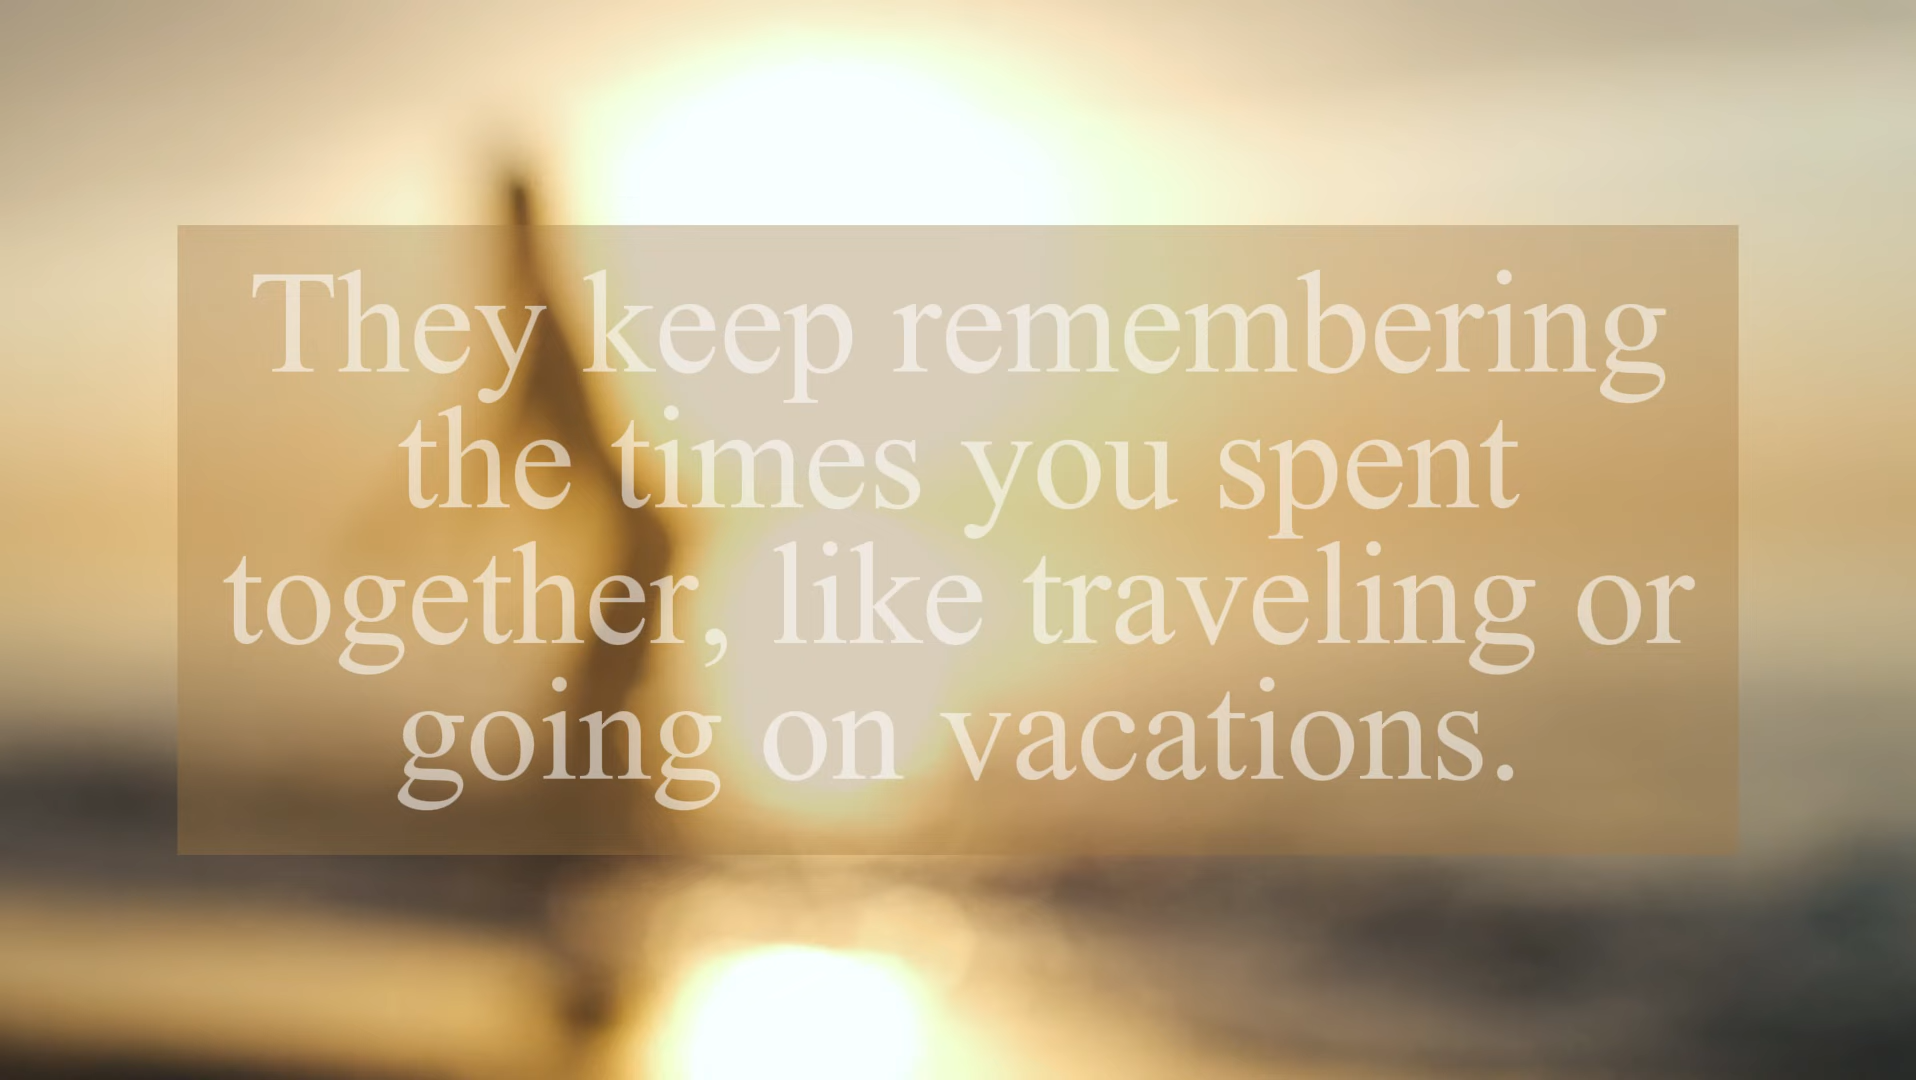 They keep remembering
the times you spent
together, like traveling or
going on vacations.